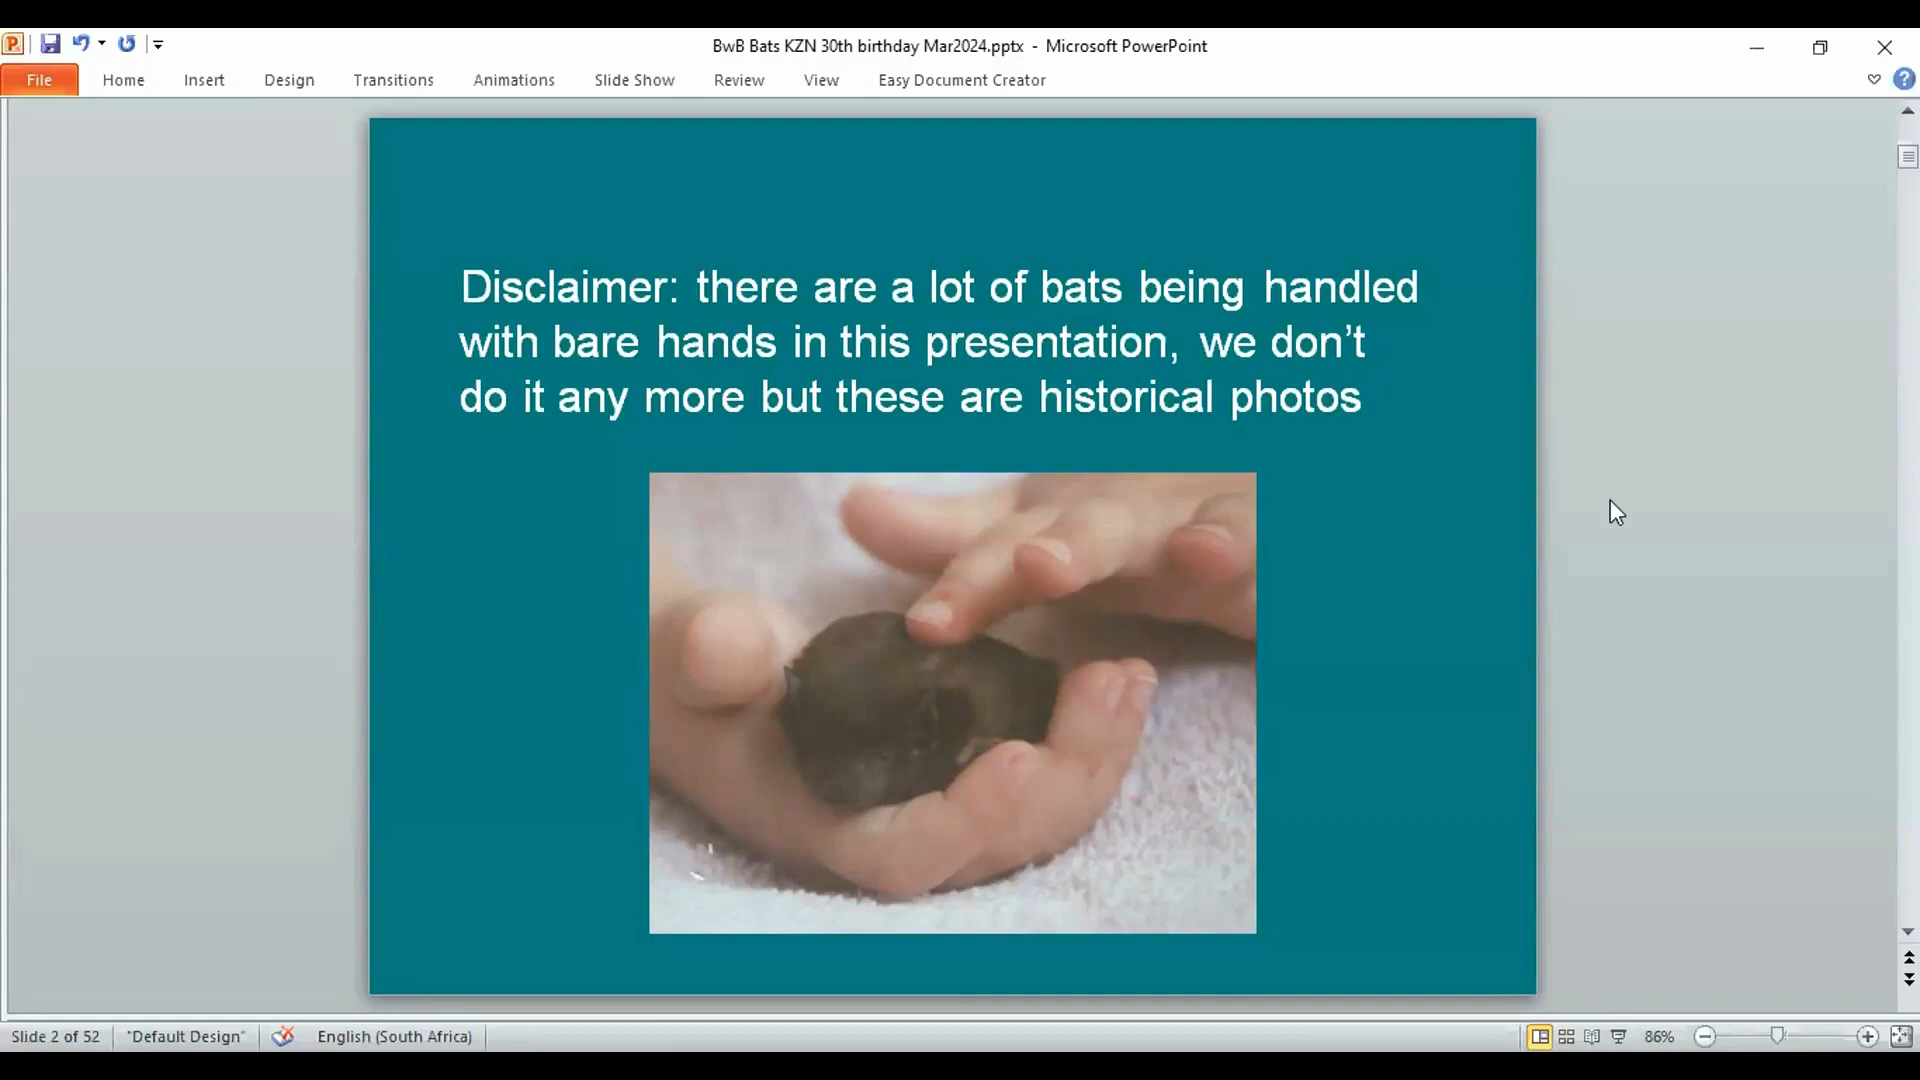 BwB Bats KZN 30th birthday Mar2024.pptx - Microsoft PowerPoint
File Home Insert Design Transitions Animations Slide Show Review View Easy Document Creator
Disclaimer: there are a lot of bats being handled
with bare hands in this presentation, we don’t
do it any more but these are historical photos
Slide 2 of 52 "Default Design" English (South Africa) 86%